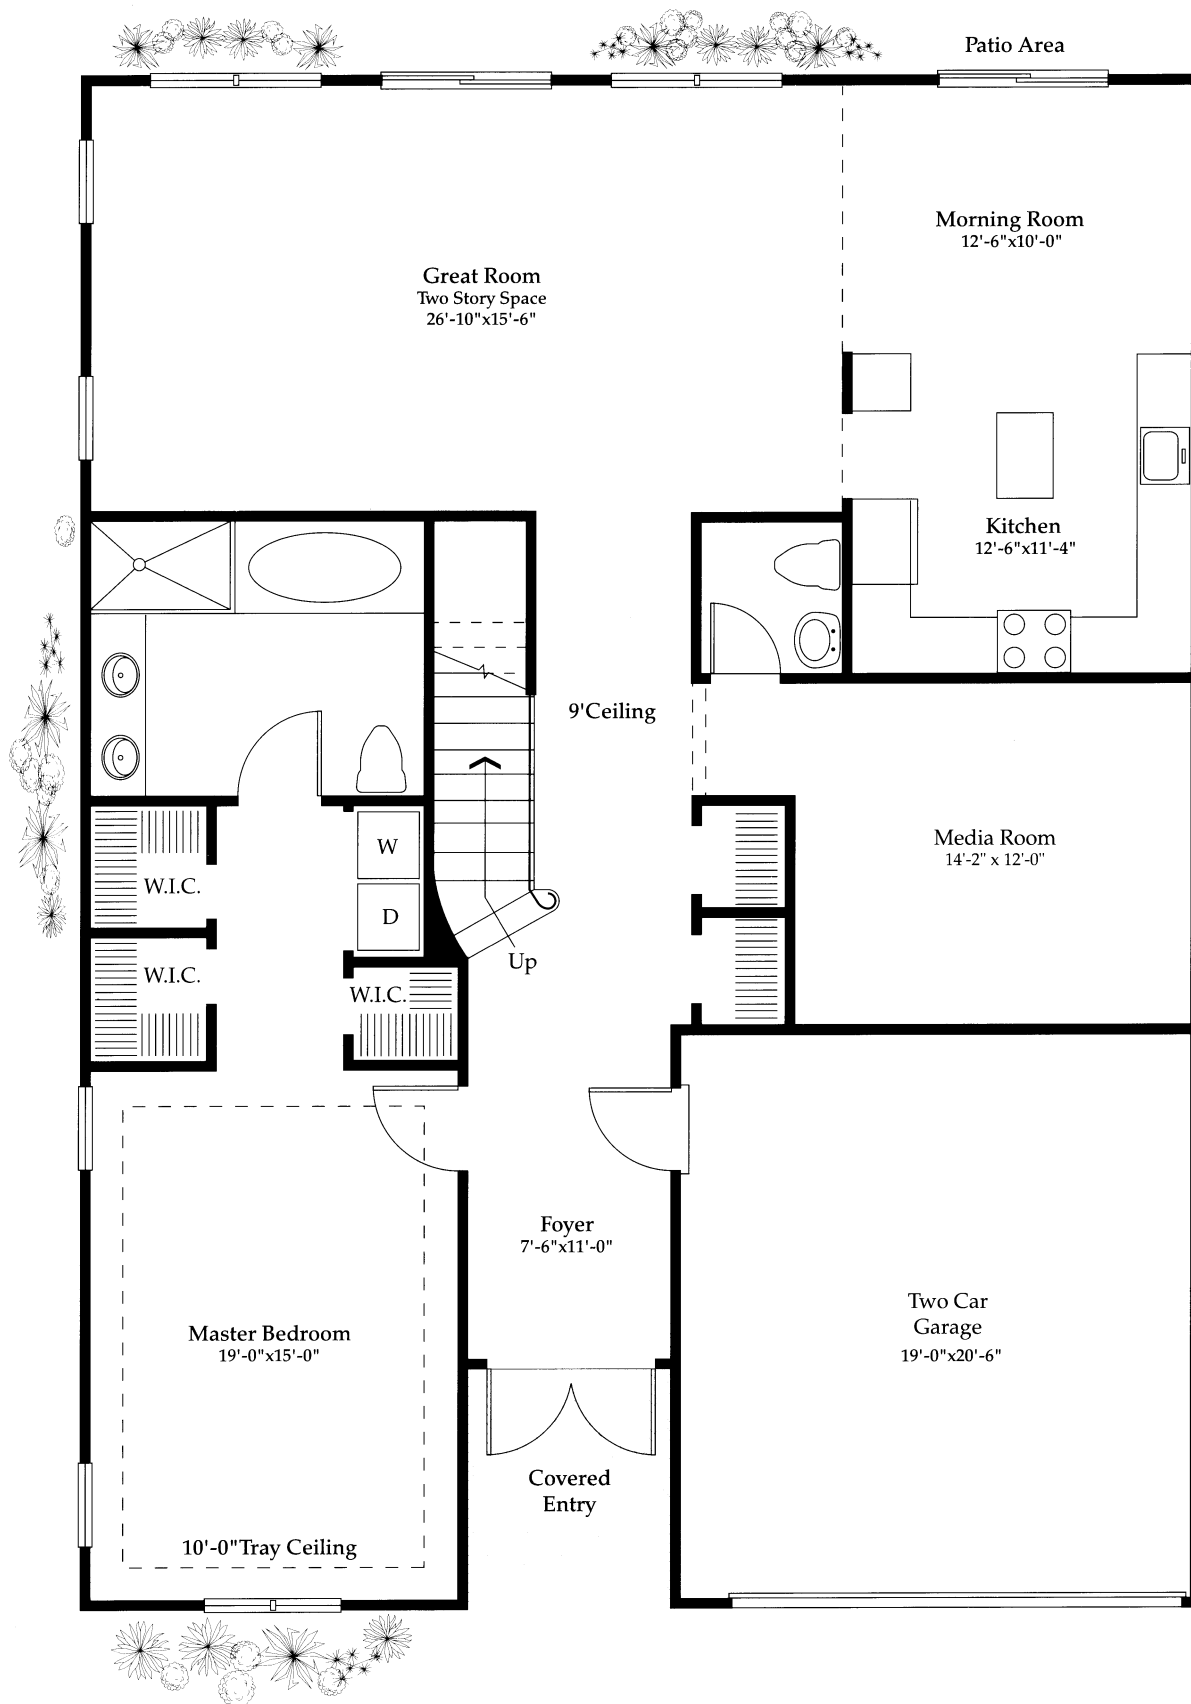 Patio Area
Morning Room
12'-6"x10'-0"
Great Room
Two Story Space
26'-10"x15'-6"
Kitchen
12'-6"x11'-4"
9'Ceiling
W
Media Room
14'-2" x 12'-0"
W.I.C.
D
Up
W.I.C.
W.I.C.
Foyer
7'-6"x11'-0"
Two Car
Garage
19'-0"x20'-6"
Master Bedroom
19'-0"x15'-0"
Covered
Entry
10'-0"Tray Ceiling